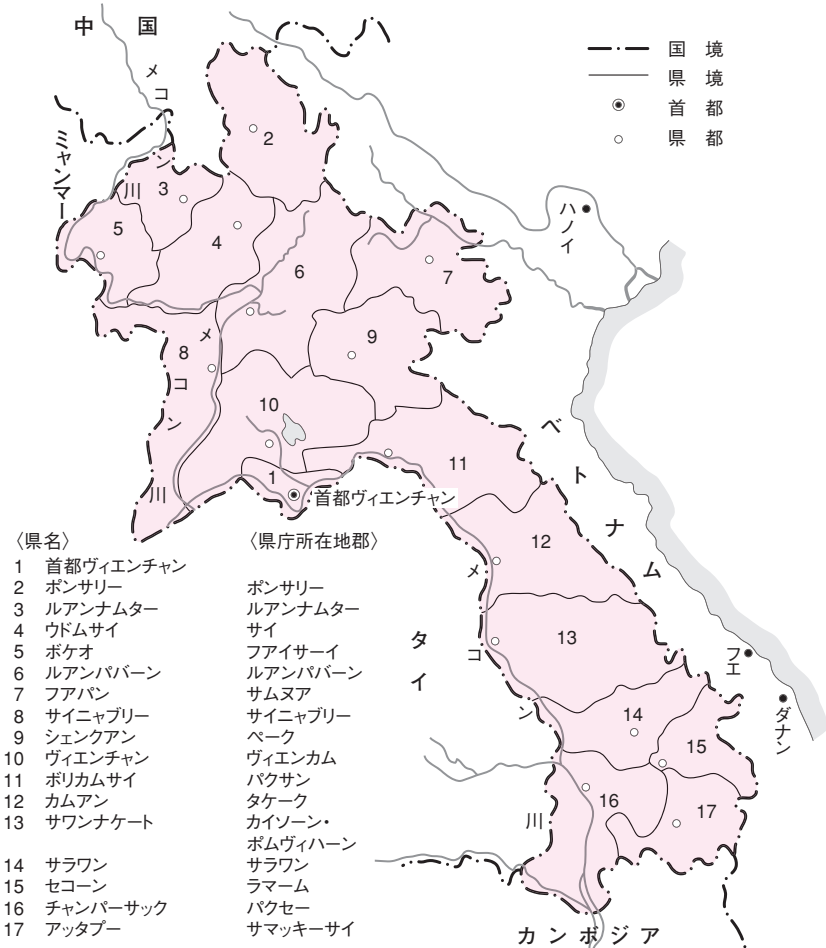 中国
国境
県境
首都
県都
メコン川
ミャンマー
2
3
ハノイ
5
4
6
7
メコン川
8
9
10
ベトナム
11
1
首都ヴィエンチャン
12
メコン川
タイ
13
フエ
ダナン
14
15
16
17
カンボジア
〈県名〉 〈県庁所在地郡〉
1 首都ヴィエンチャン
2 ポンサリー ポンサリー
3 ルアンナムター ルアンナムター
4 ウドムサイ サイ
5 ボケオ フアイサーイ
6 ルアンパバーン ルアンパバーン
7 フアパン サムヌア
8 サイニャブリー サイニャブリー
9 シェンクアン ペーク
10 ヴィエンチャン ヴィエンカム
11 ボリカムサイ パクサン
12 カムアン タケーク
13 サワンナケート カイソーン・
ポムヴィハーン
14 サラワン サラワン
15 セコーン ラマーム
16 チャンパーサック パクセー
17 アッタプー サマッキーサイ